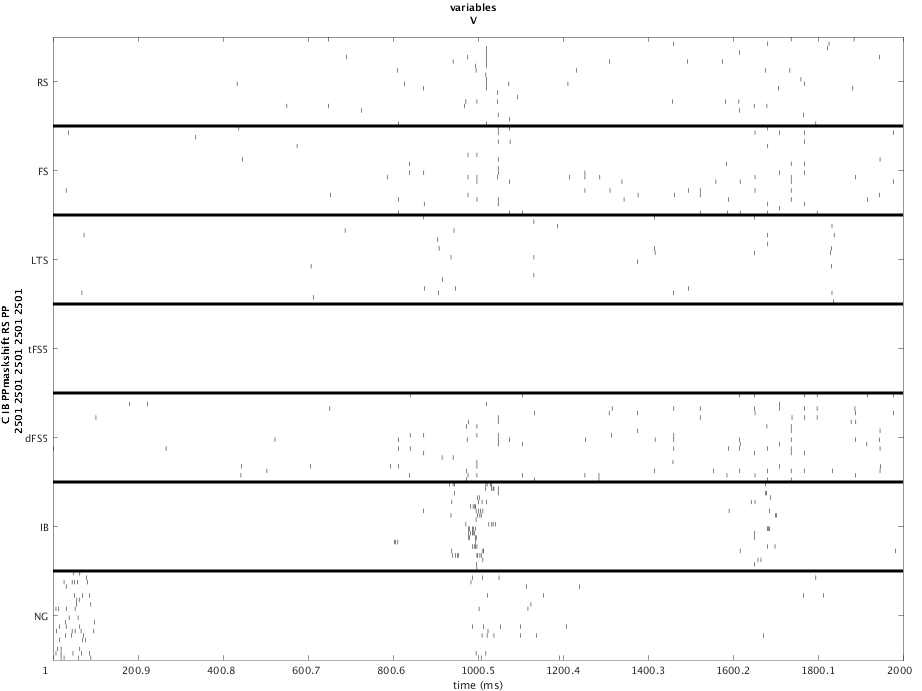 variables
V
RS
FS
LTS
tFS5
dFS5
IB
NG
C IB PPmaskshift RS PP
2501 2501 2501 2501 2501
1 200.9 400.8 600.7 800.6 1000.5 1200.4 1400.3 1600.2 1800.1 2000
time (ms)